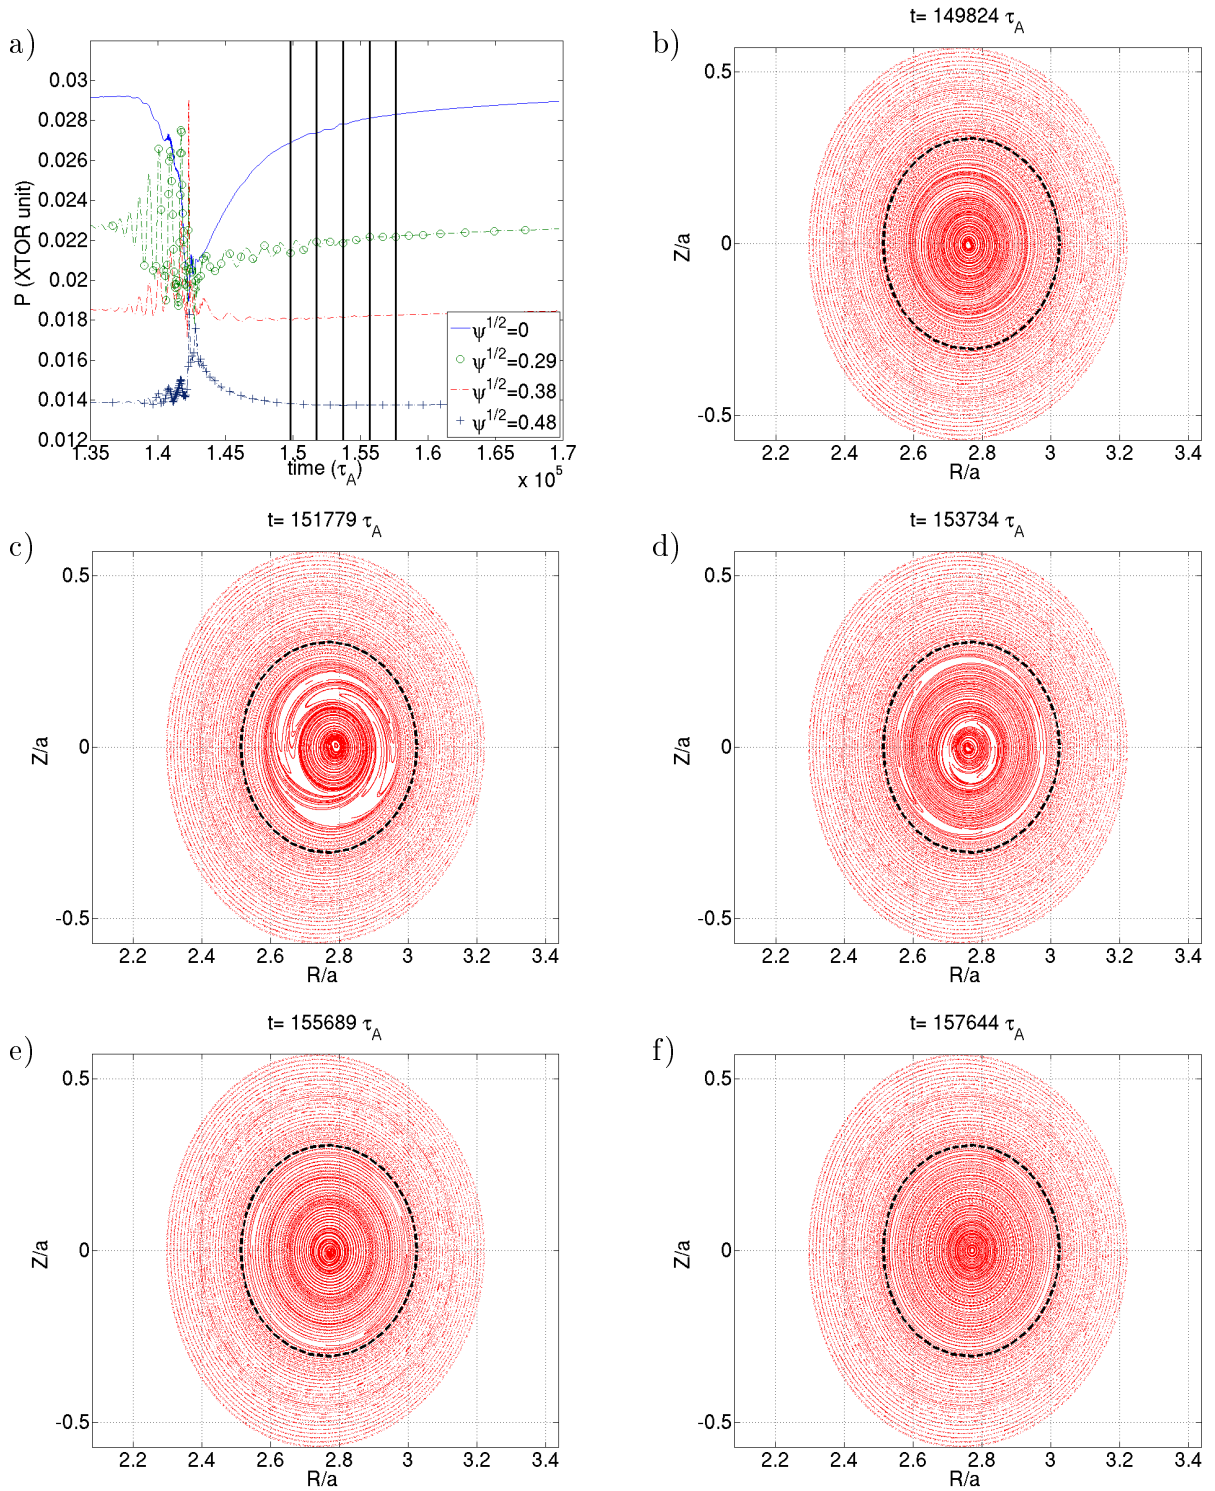 a)
0.03
0.028
0.026
0.024
0.022
0.02
0.018
0.016
0.014
0.012
P (XTOR unit)
1.35 1.4 1.45 1.5 1.55 1.6 1.65 1.7
time (τA)
x 10^5
ψ^1/2=0
ψ^1/2=0.29
ψ^1/2=0.38
ψ^1/2=0.48
b)
t= 149824 τA
0.5
0
-0.5
Z/a
2.2 2.4 2.6 2.8 3 3.2 3.4
R/a
c)
t= 151779 τA
0.5
0
-0.5
Z/a
2.2 2.4 2.6 2.8 3 3.2 3.4
R/a
d)
t= 153734 τA
0.5
0
-0.5
Z/a
2.2 2.4 2.6 2.8 3 3.2 3.4
R/a
e)
t= 155689 τA
0.5
0
-0.5
Z/a
2.2 2.4 2.6 2.8 3 3.2 3.4
R/a
f)
t= 157644 τA
0.5
0
-0.5
Z/a
2.2 2.4 2.6 2.8 3 3.2 3.4
R/a